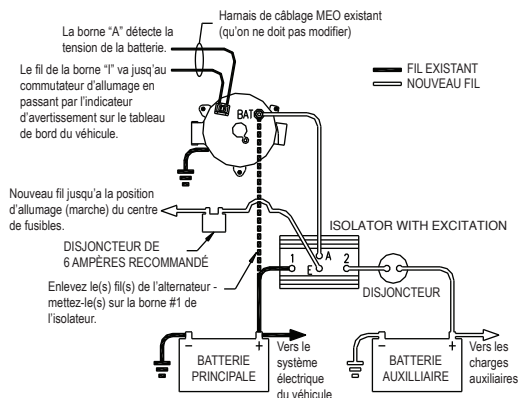 Harnais de câblage MEO existant
(qu'on ne doit pas modifier)
La borne “A” détecte la
tension de la batterie.
Le fil de la borne “I” va jusq'au
commutateur d'allumage en
passant par l'indicateur
d'avertissement sur le tableau
de bord du véhicule.
FIL EXISTANT
NOUVEAU FIL
BAT
Nouveau fil jusqu'a la position
d'allumage (marche) du centre
de fusibles.
DISJONCTEUR DE
6 AMPÈRES RECOMMANDÉ
Enlevez le(s) fil(s) de l'alternateur -
mettez-le(s) sur la borne #1 de
l'isolateur.
ISOLATOR WITH EXCITATION
1 E A 2
DISJONCTEUR
– +
BATTERIE
PRINCIPALE
Vers le
système
électrique
du véhicule
– +
BATTERIE
AUXILLIAIRE
Vers les
charges
auxiliaires